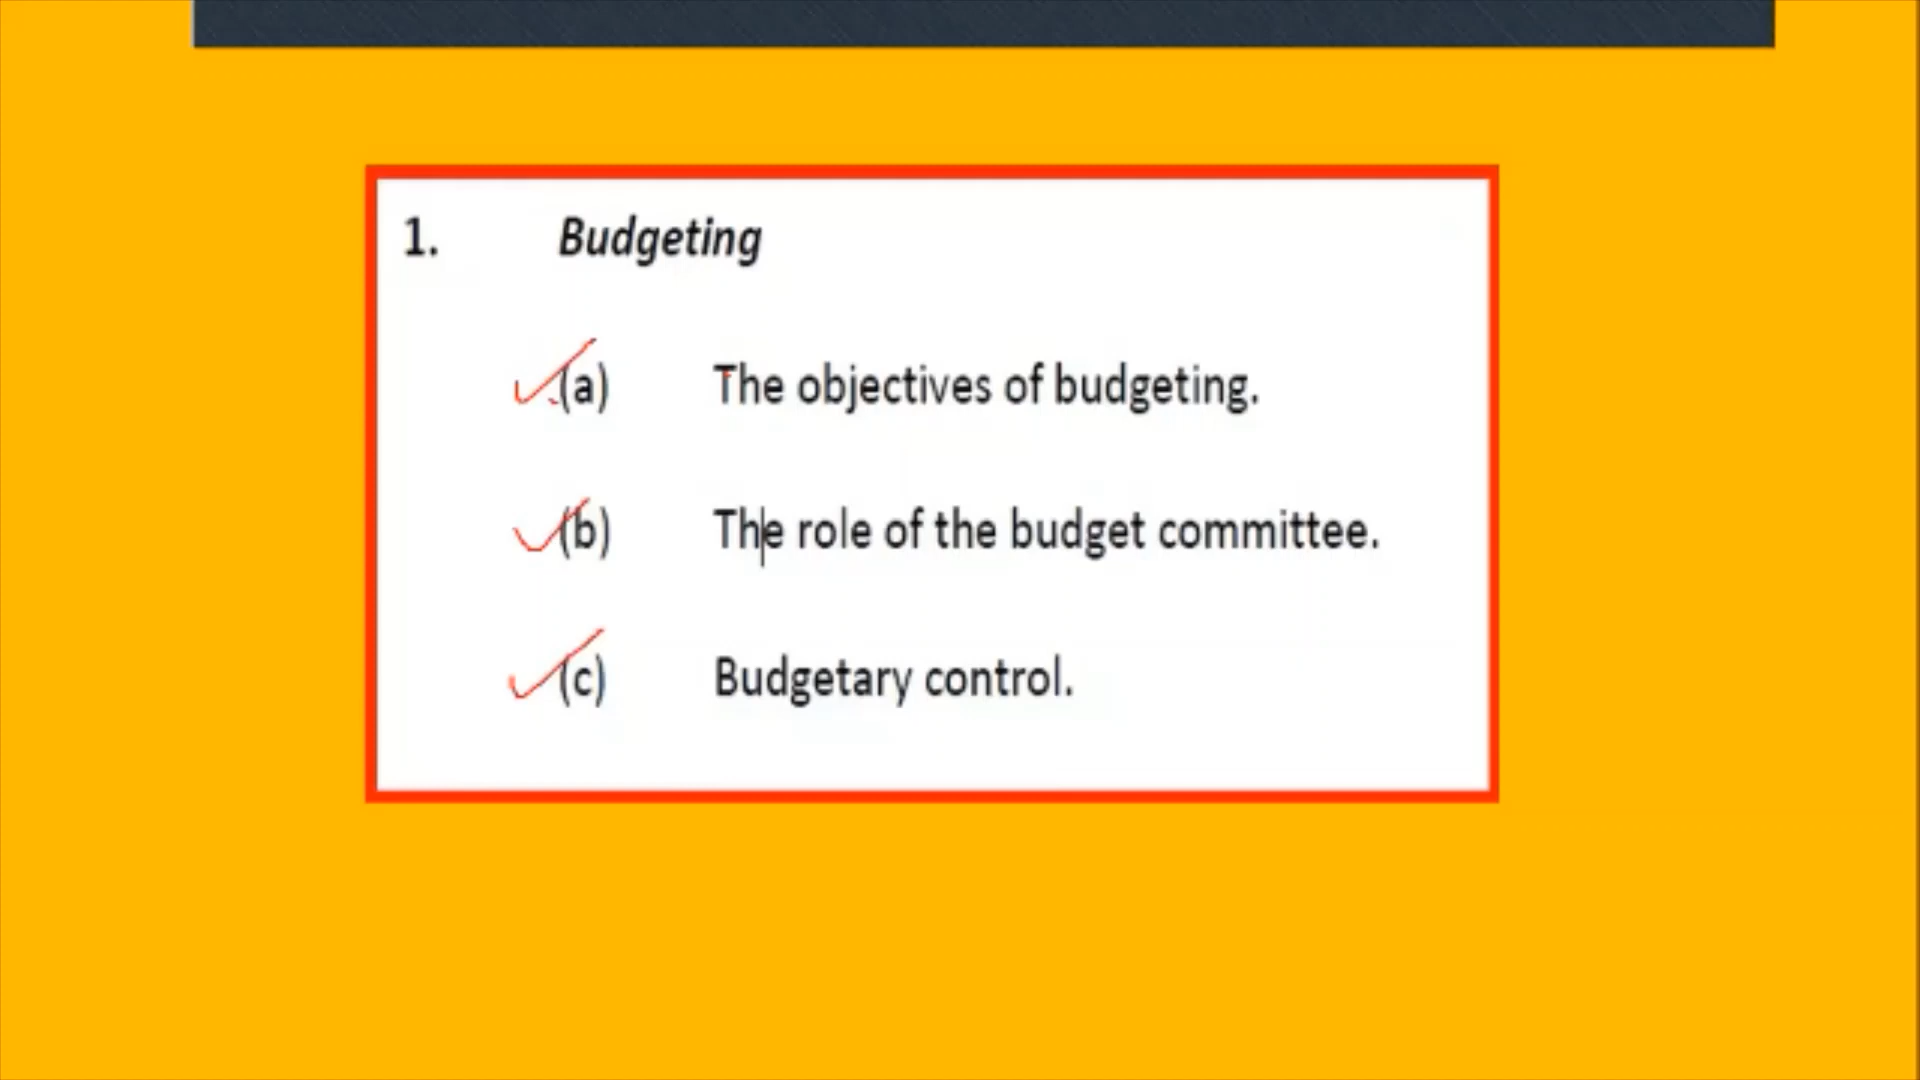 1. Budgeting
(a) The objectives of budgeting.
(b) The role of the budget committee.
(c) Budgetary control.